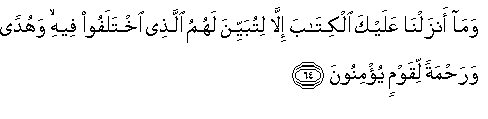 وَمَآ أَنزَلْنَا عَلَيْكَ ٱلْكِتَـٰبَ إِلَّا لِتُبَيِّنَ لَهُمُ ٱلَّذِى ٱخْتَلَفُوا۟ فِيهِ ۙ وَهُدًى
وَرَحْمَةً لِّقَوْمٍ يُؤْمِنُونَ ﴿٦٤﴾